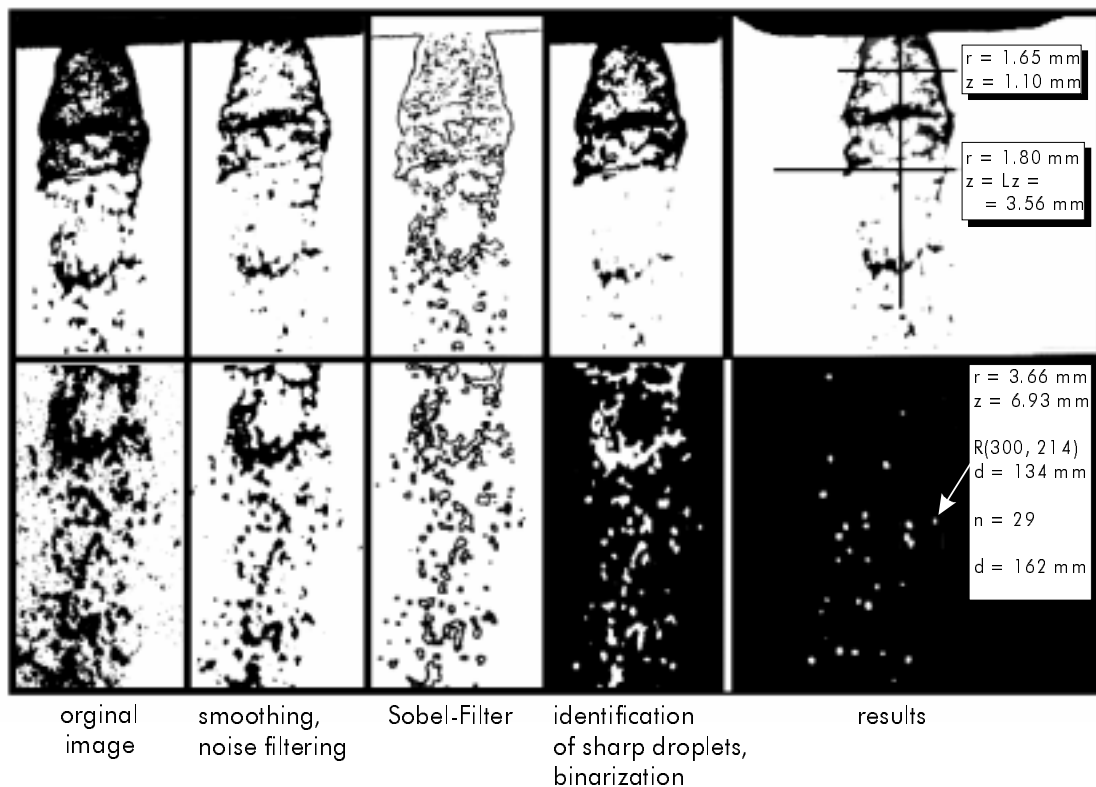 r = 1.65 mm
z = 1.10 mm
r = 1.80 mm
z = Lz =
= 3.56 mm
r = 3.66 mm
z = 6.93 mm
R(300, 214)
d = 134 mm
n = 29
d = 162 mm
orginal
image
smoothing,
noise filtering
Sobel-Filter
identification
of sharp droplets,
binarization
results